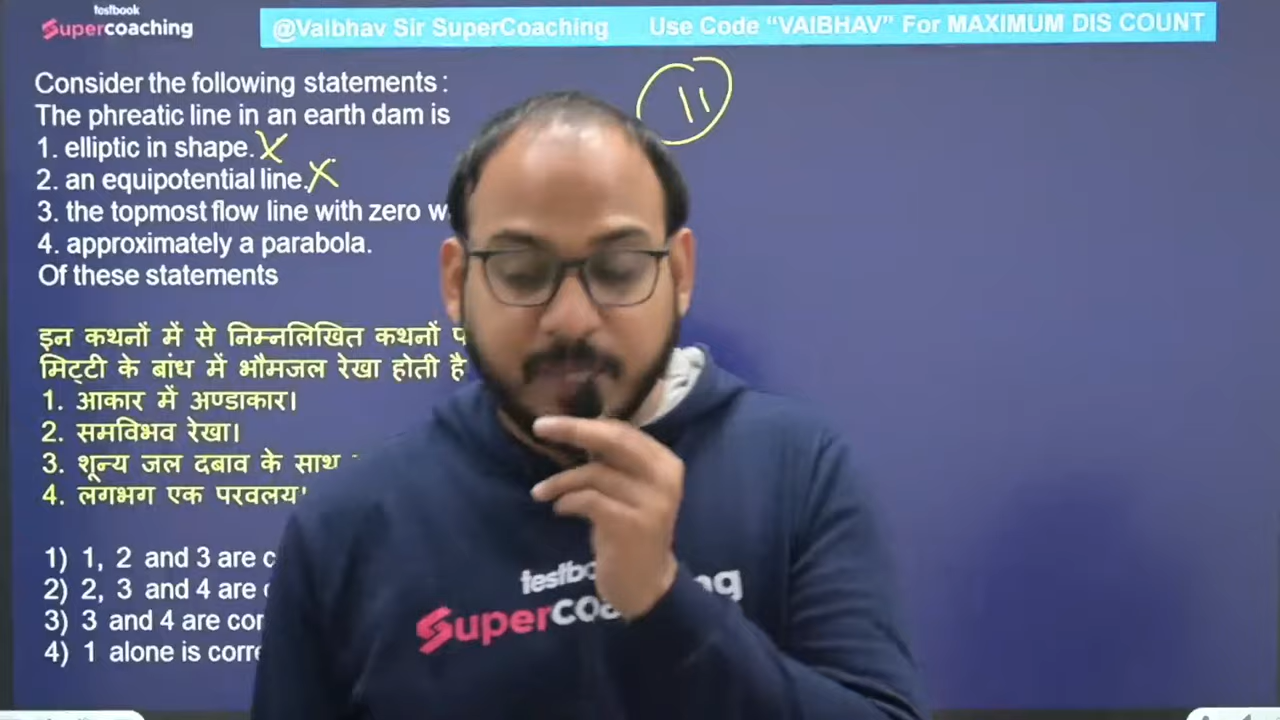 testbook
Supercoaching
@Vaibhav Sir SuperCoaching Use Code “VAIBHAV” For MAXIMUM DIS COUNT
11
Consider the following statements :
The phreatic line in an earth dam is
1. elliptic in shape. X
2. an equipotential line. X
3. the topmost flow line with zero
4. approximately a parabola.
Of these statements
इन कथनों में से निम्नलिखित कथनों
मिट्टी के बांध में भौमजल रेखा होती है
1. आकार में अण्डाकार।
2. समविभव रेखा।
3. शून्य जल दबाव के साथ
4. लगभग एक परवलय
1) 1, 2 and 3 are
2) 2, 3 and 4 are
3) 3 and 4 are
4) 1 alone is
testbook
Supercoaching